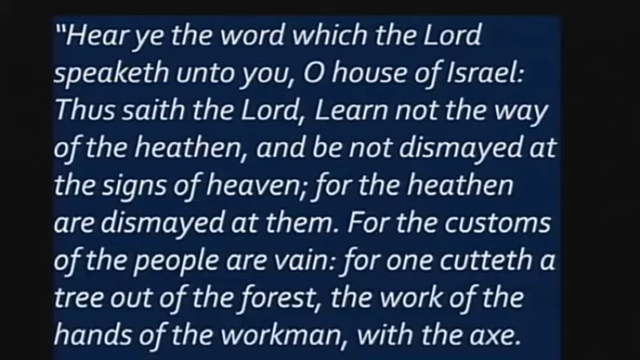 “Hear ye the word which the Lord
speaketh unto you, O house of Israel:
Thus saith the Lord, Learn not the way
of the heathen, and be not dismayed at
the signs of heaven; for the heathen
are dismayed at them. For the customs
of the people are vain: for one cutteth a
tree out of the forest, the work of the
hands of the workman, with the axe.